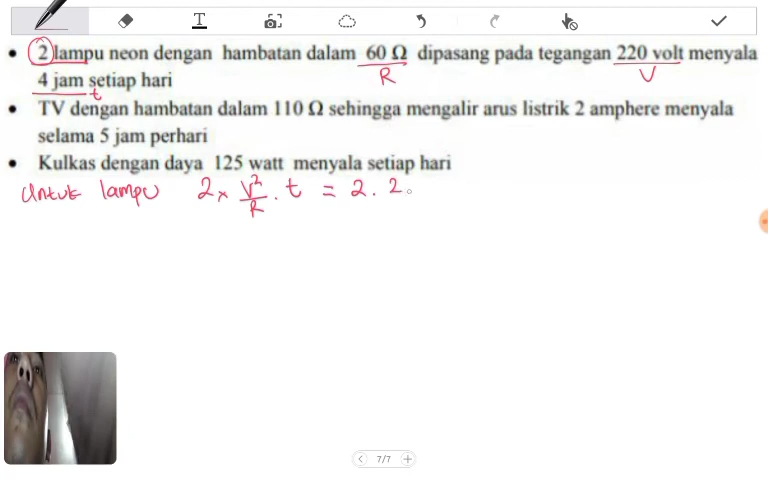 T
• 2 lampu neon dengan hambatan dalam 60 Ω dipasang pada tegangan 220 volt menyala
R V
4 jam setiap hari
t
• TV dengan hambatan dalam 110 Ω sehingga mengalir arus listrik 2 amphere menyala
selama 5 jam perhari
• Kulkas dengan daya 125 watt menyala setiap hari
Untuk lampu 2 x V²/R . t = 2 . 2
7/7